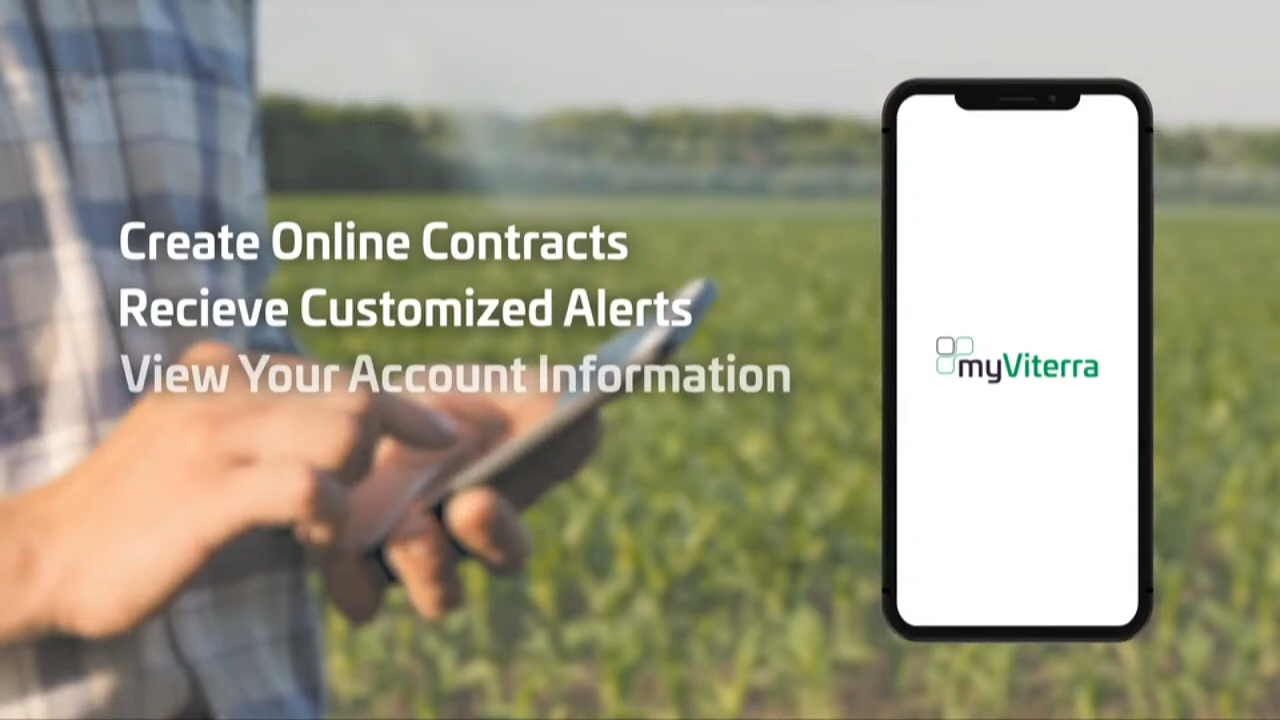 Create Online Contracts
Recieve Customized Alerts
View Your Account Information
myViterra